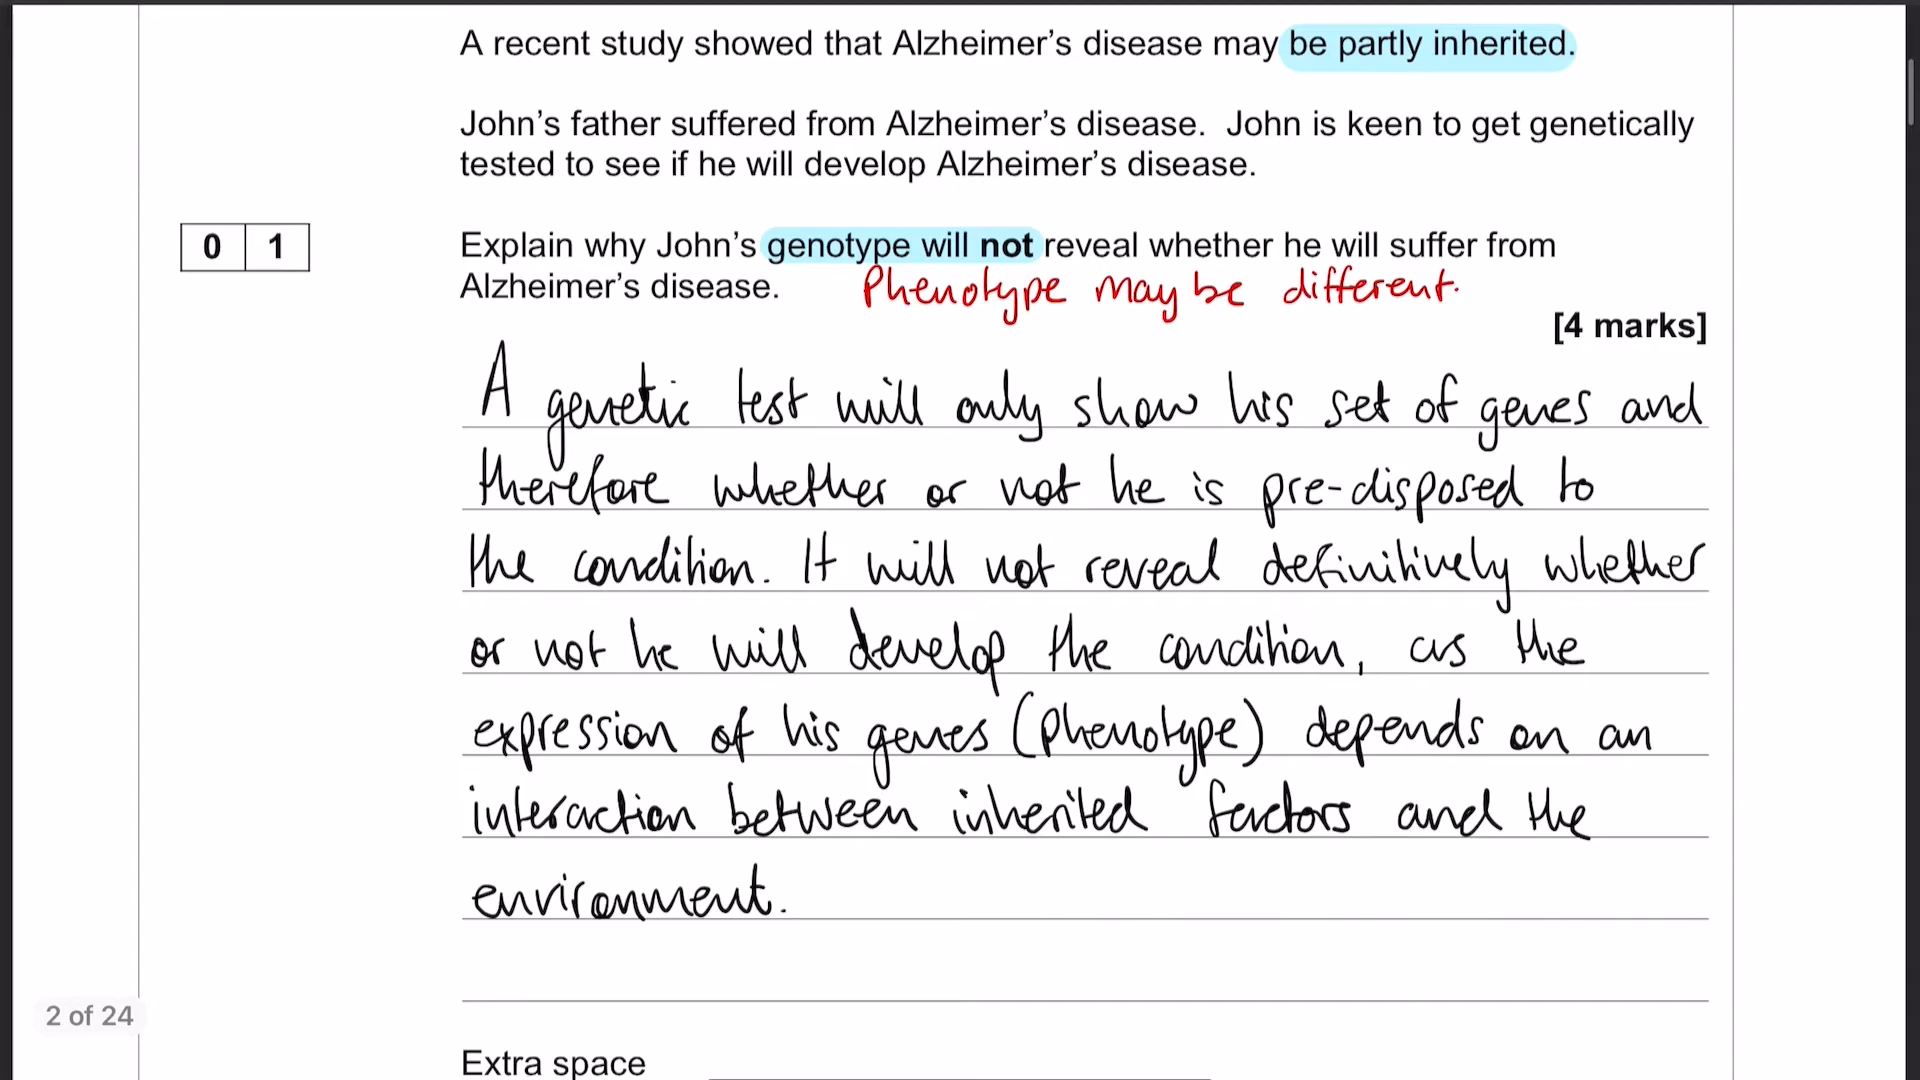 A recent study showed that Alzheimer's disease may be partly inherited.
John's father suffered from Alzheimer's disease. John is keen to get genetically
tested to see if he will develop Alzheimer's disease.
0 1
Explain why John's genotype will not reveal whether he will suffer from
Alzheimer's disease. Phenotype may be different.
[4 marks]
A genetic test will only show his set of genes and
therefore whether or not he is pre-disposed to
the condition. It will not reveal definitively whether
or not he will develop the condition, as the
expression of his genes (phenotype) depends on an
interaction between inherited factors and the
environment.
2 of 24
Extra space